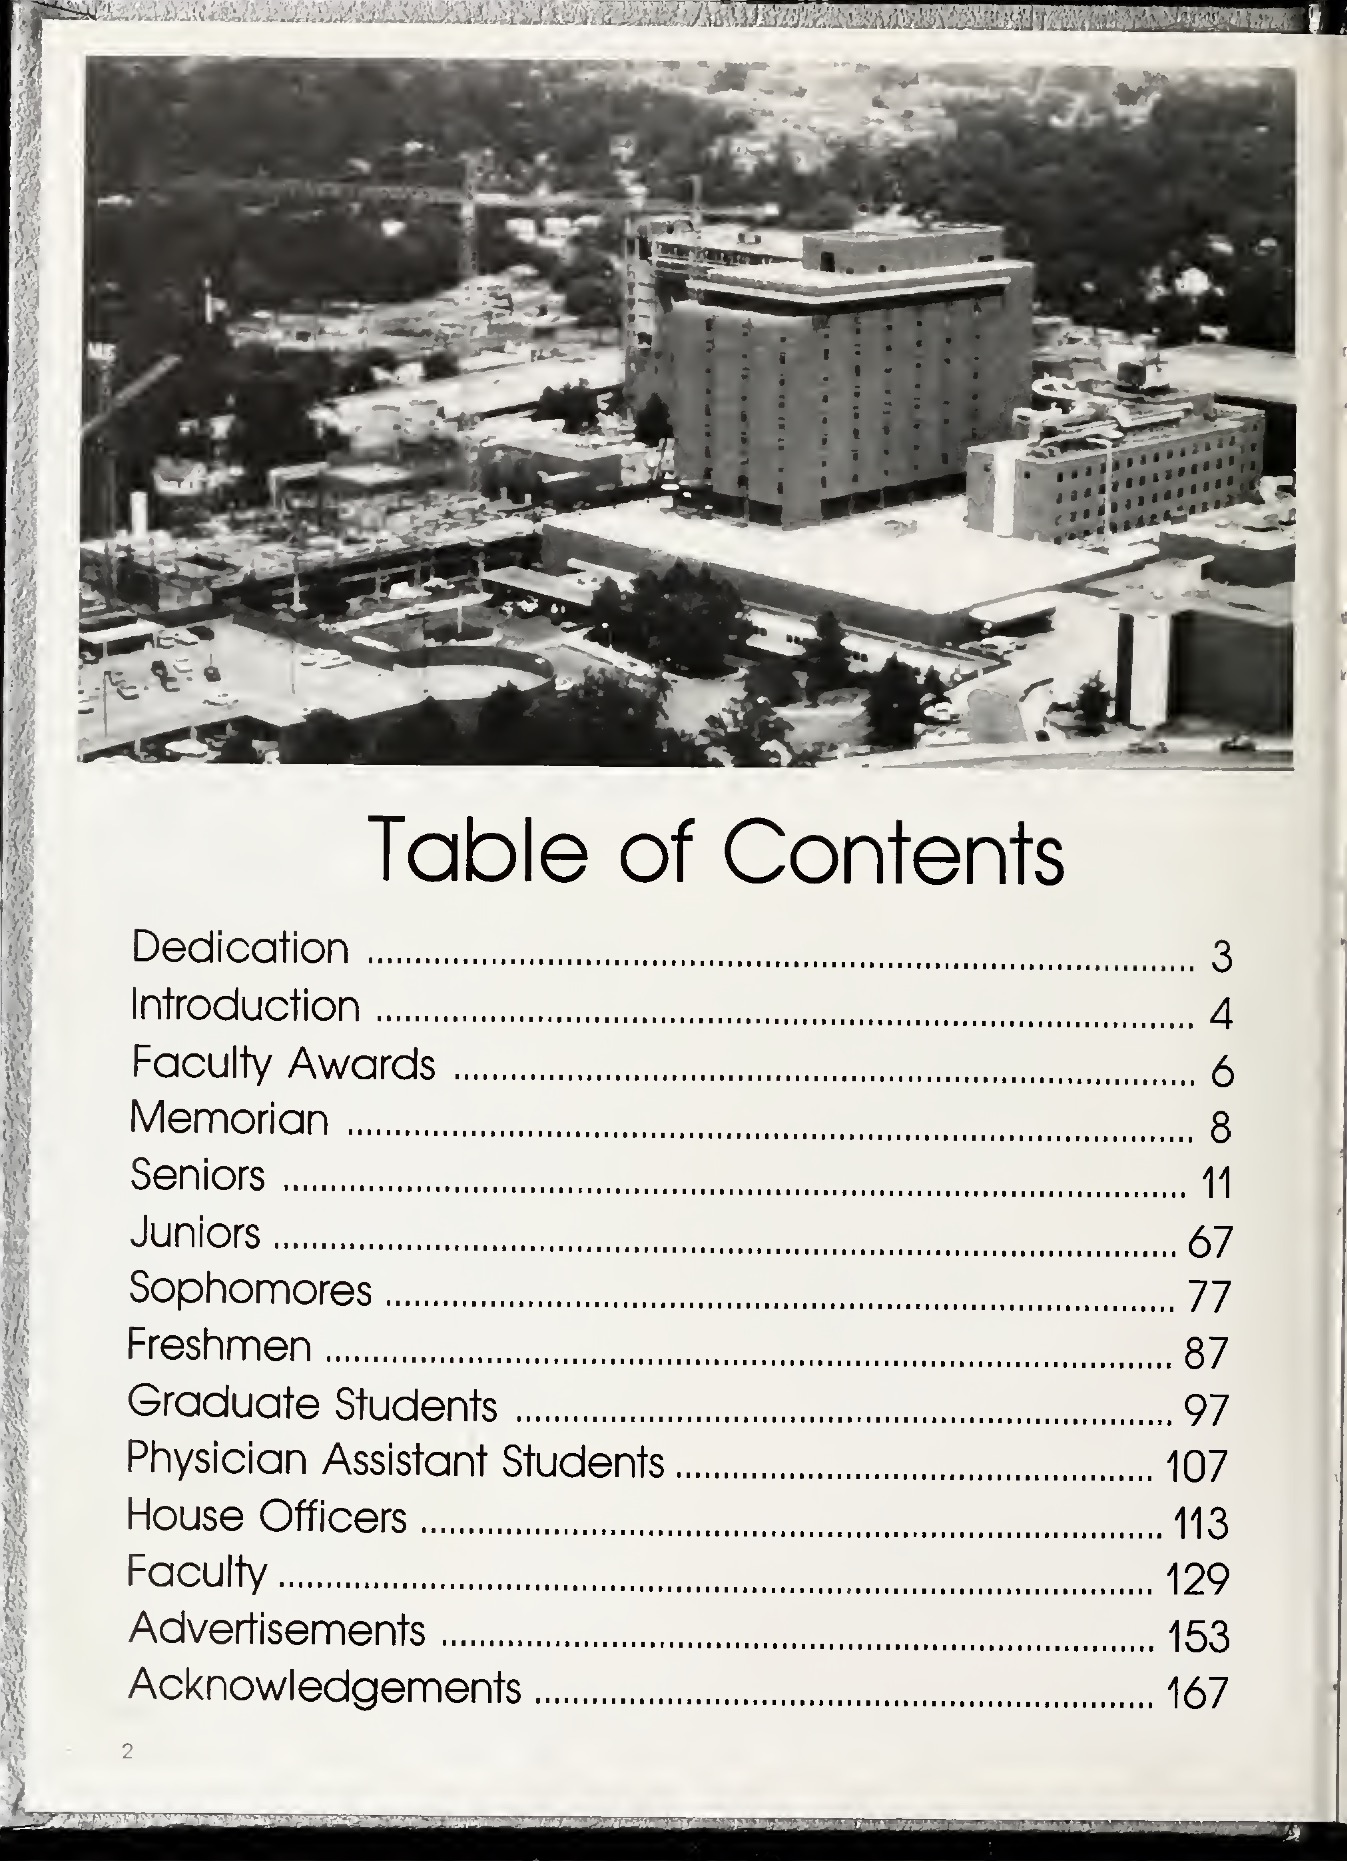 Table of Contents
Dedication ........................................ 3
Introduction ........................................ 4
Faculty Awards ........................................ 6
Memorian ........................................ 8
Seniors ........................................ 11
Juniors ........................................ 67
Sophomores ........................................ 77
Freshmen ........................................ 87
Graduate Students ........................................ 97
Physician Assistant Students ........................................ 107
House Officers ........................................ 113
Faculty ........................................ 129
Advertisements ........................................ 153
Acknowledgements ........................................ 167
2